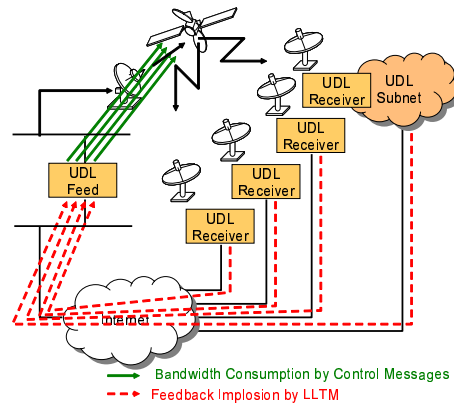 UDL
Subnet
UDL
Receiver
UDL
Receiver
UDL
Feed
UDL
Receiver
UDL
Receiver
Internet
Bandwidth Consumption by Control Messages
Feedback Implosion by LLTM